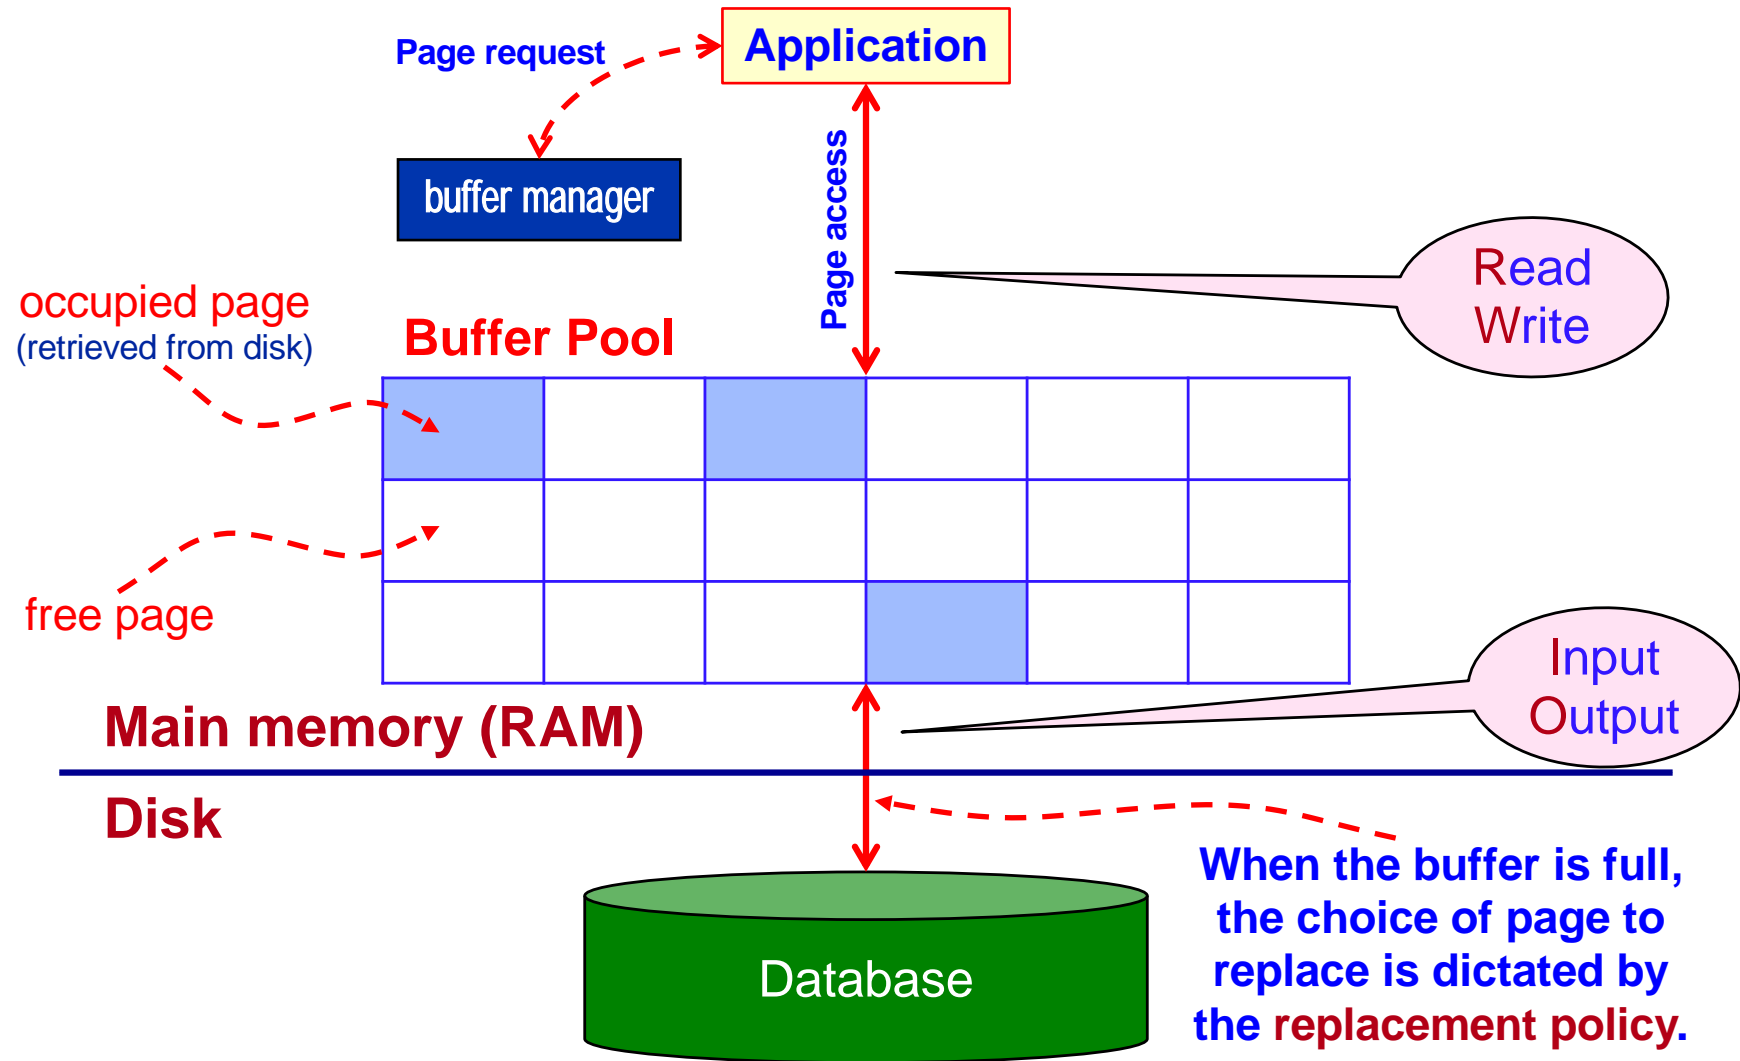 Page request
Application
buffer manager
Page access
Read
Write
occupied page
(retrieved from disk)
Buffer Pool
free page
Input
Output
Main memory (RAM)
Disk
When the buffer is full,
the choice of page to
replace is dictated by
the replacement policy.
Database